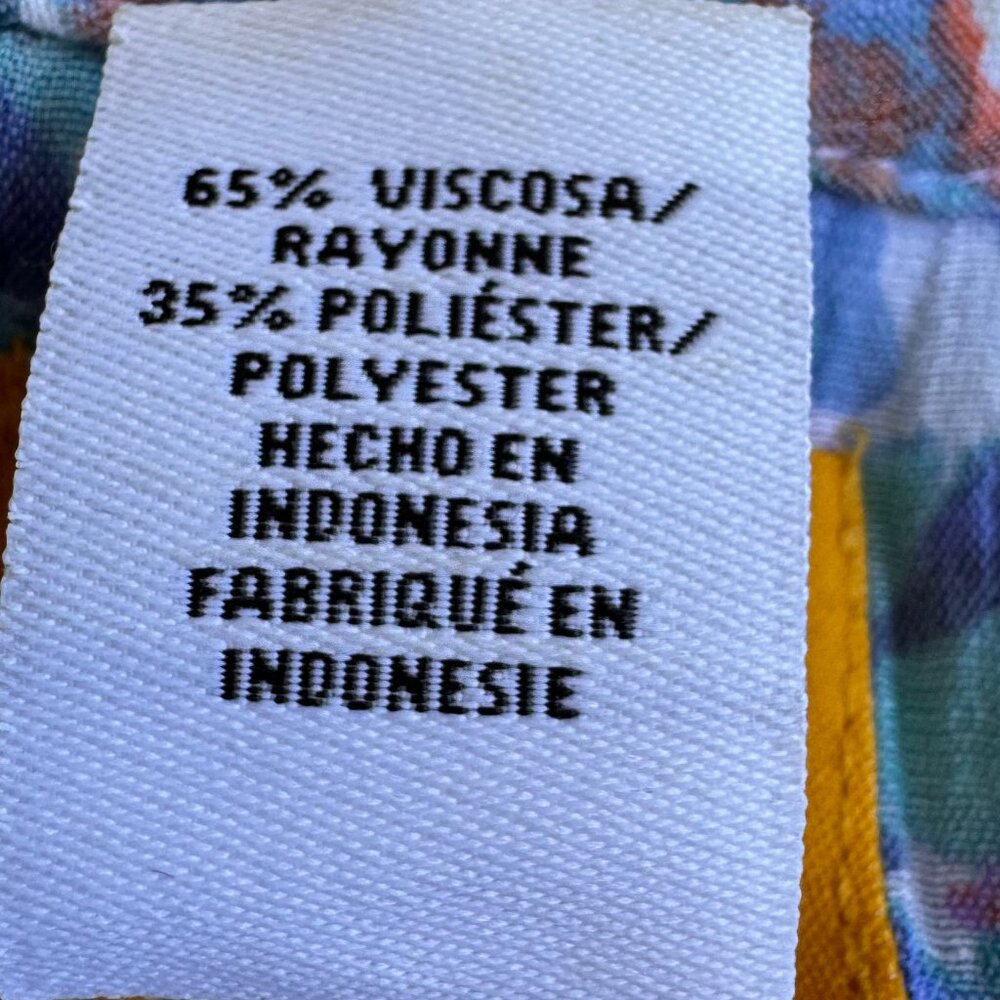 65% VISCOSA/
RAYONNE
35% POLIÉSTER/
POLYESTER
HECHO EN
INDONESIA
FABRIQUÉ EN
INDONESIE